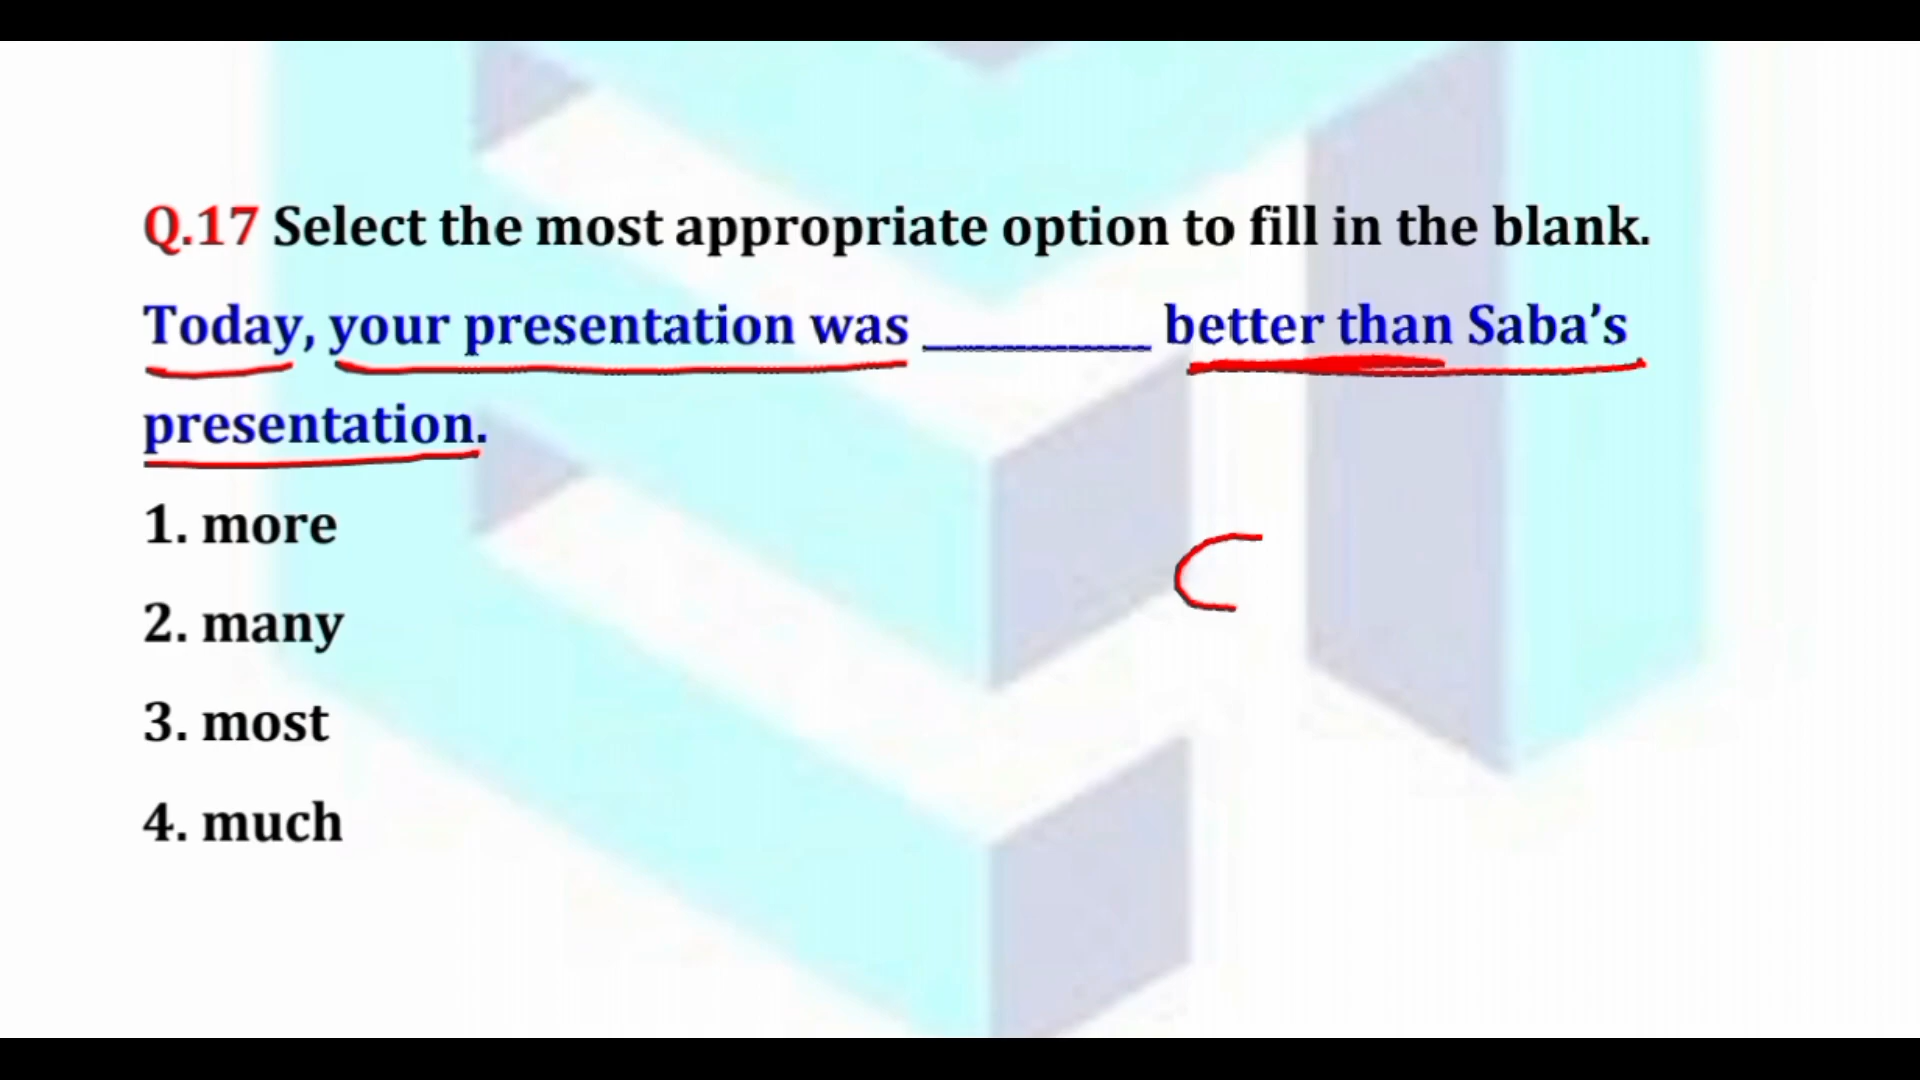 Q.17 Select the most appropriate option to fill in the blank.
Today, your presentation was __________ better than Saba’s
presentation.
1. more
2. many
3. most
4. much
C